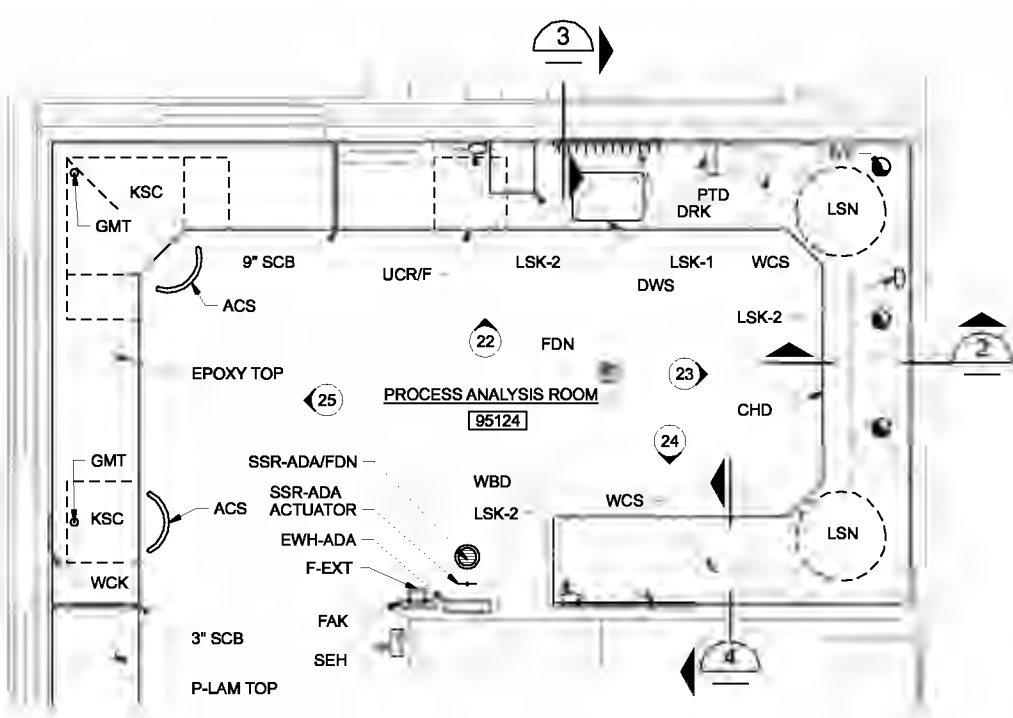 3
KSC
GMT
PTD
DRK
LSN
9" SCB
UCR/F
LSK-2
LSK-1
WCS
DWS
ACS
LSK-2
22
FDN
2
EPOXY TOP
23
25
PROCESS ANALYSIS ROOM
95124
CHD
24
GMT
SSR-ADA/FDN
WBD
SSR-ADA
ACTUATOR
WCS
ACS
LSK-2
KSC
LSN
EWH-ADA
F-EXT
WCK
FAK
3" SCB
SEH
4
P-LAM TOP